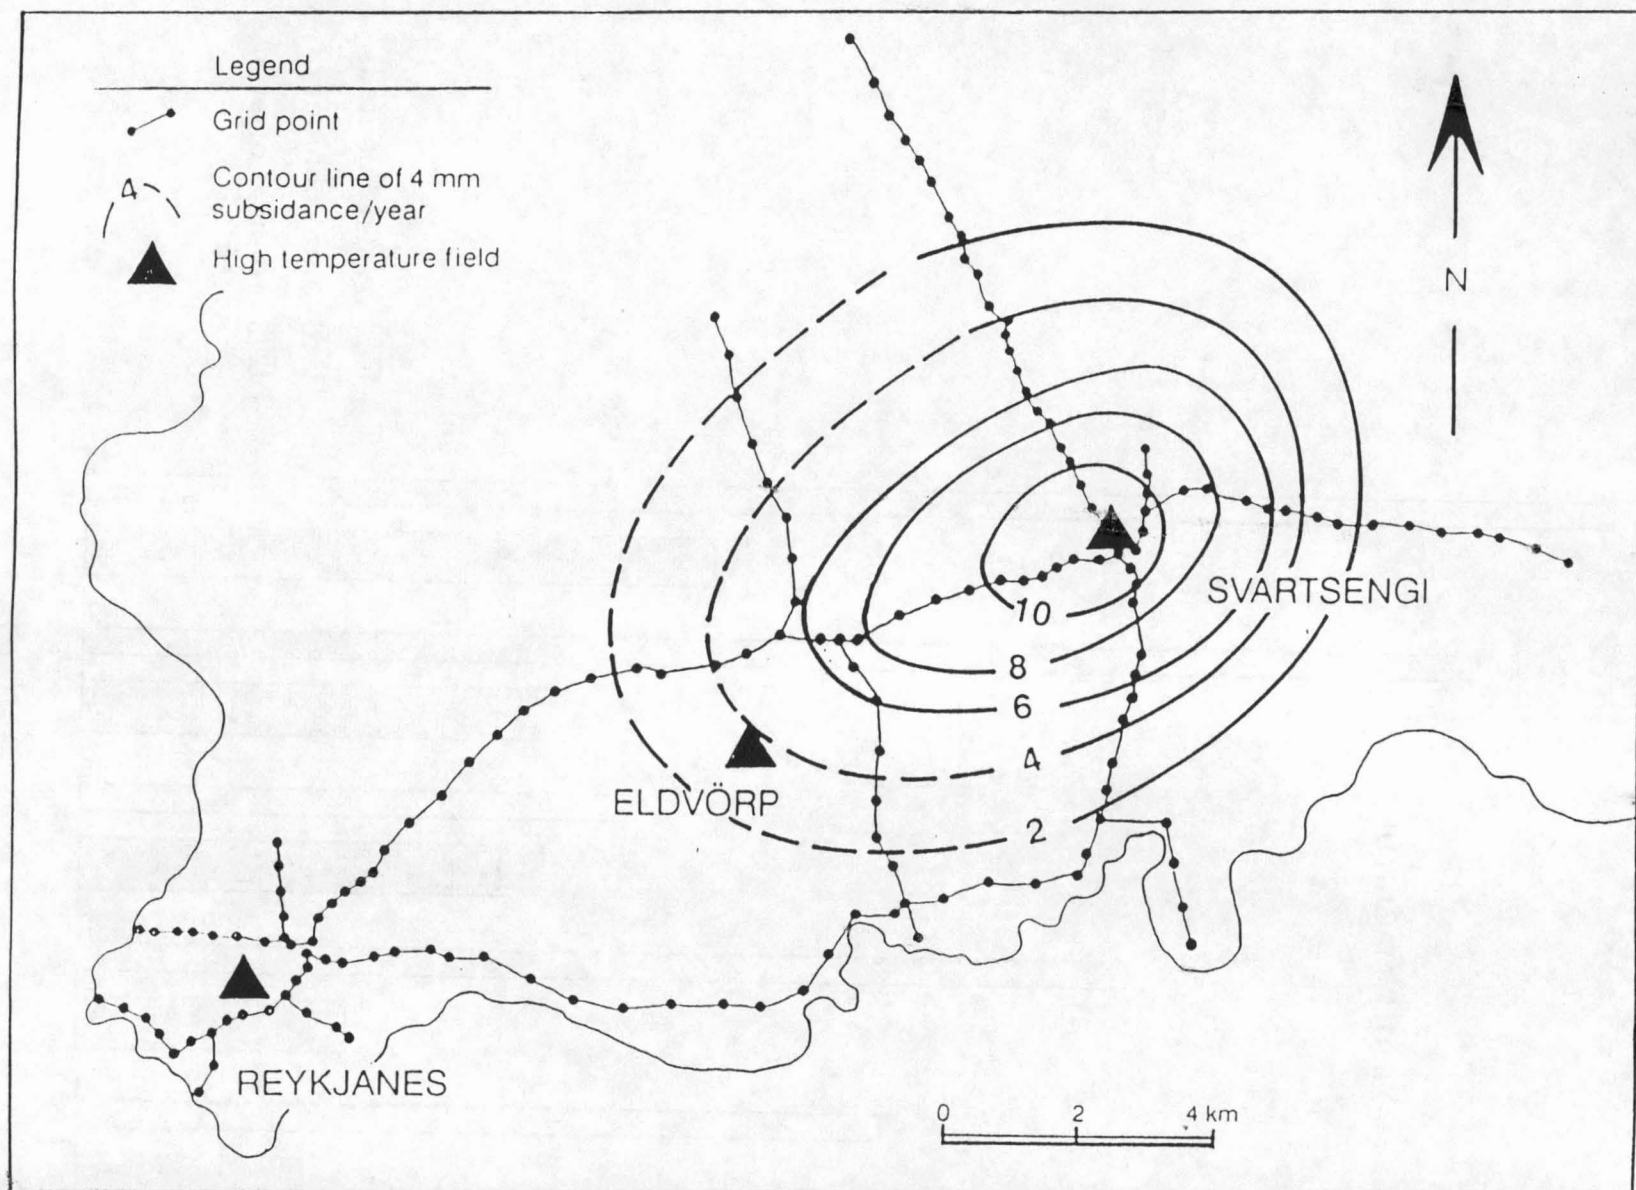 Legend
Grid point
4
Contour line of 4 mm
subsidance/year
High temperature field
N
SVARTSENGI
10
8
6
4
2
ELDVÖRP
REYKJANES
0 2 4 km